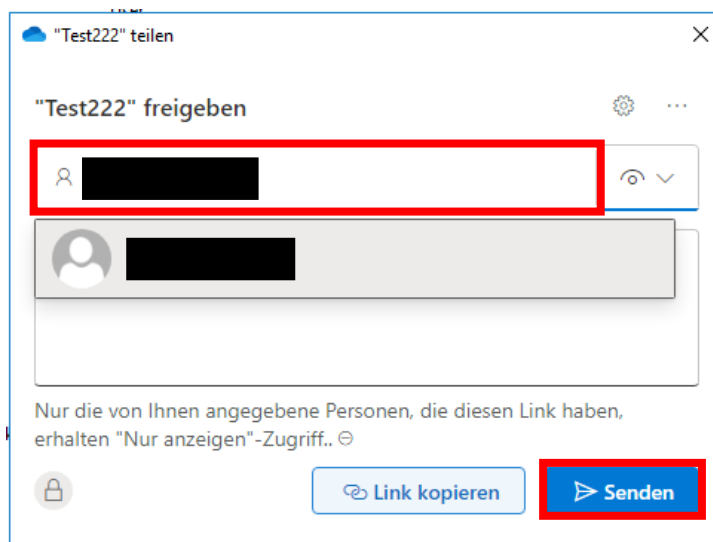 "Test222" teilen
"Test222" freigeben
Nur die von Ihnen angegebene Personen, die diesen Link haben,
erhalten "Nur anzeigen"-Zugriff..
Link kopieren
Senden